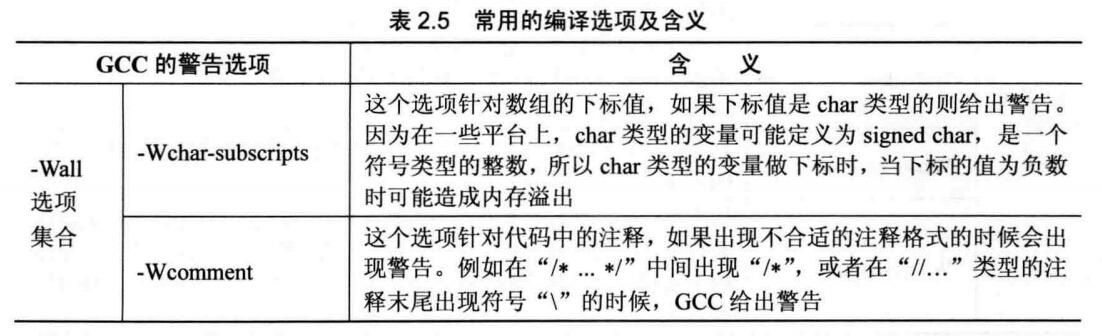 表 2.5 常用的编译选项及含义
GCC 的警告选项
含 义
-Wall
选项
集合
-Wchar-subscripts
这个选项针对数组的下标值，如果下标值是 char 类型的则给出警告。
因为在一些平台上，char 类型的变量可能定义为 signed char，是一个
符号类型的整数，所以 char 类型的变量做下标时，当下标的值为负数
时可能造成内存溢出
-Wcomment
这个选项针对代码中的注释，如果出现不合适的注释格式的时候会出
现警告。例如在“/* ... */”中间出现“/*”，或者在“//...”类型的注
释末尾出现符号“\”的时候，GCC 给出警告